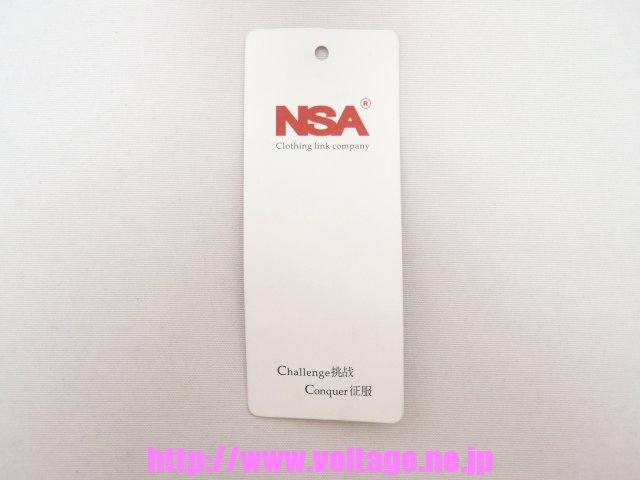 NSA®
Clothing link company
Challenge挑战
Conquer征服
http://www.voltage.ne.jp